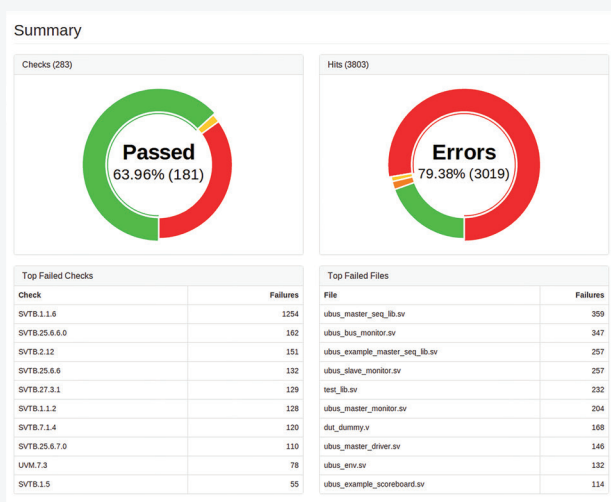 Summary
Checks (283)
Passed
63.96% (181)
Hits (3803)
Errors
79.38% (3019)
Top Failed Checks
Check Failures
SVTB.1.1.6 1254
SVTB.25.6.6.0 162
SVTB.2.12 151
SVTB.25.6.6 132
SVTB.27.3.1 129
SVTB.1.1.2 128
SVTB.7.1.4 120
SVTB.25.6.7.0 110
UVM.7.3 78
SVTB.1.5 55
Top Failed Files
File Failures
ubus_master_seq_lib.sv 359
ubus_bus_monitor.sv 347
ubus_example_master_seq_lib.sv 257
ubus_slave_monitor.sv 257
test_lib.sv 232
ubus_master_monitor.sv 204
dut_dummy.v 168
ubus_master_driver.sv 146
ubus_env.sv 132
ubus_example_scoreboard.sv 114